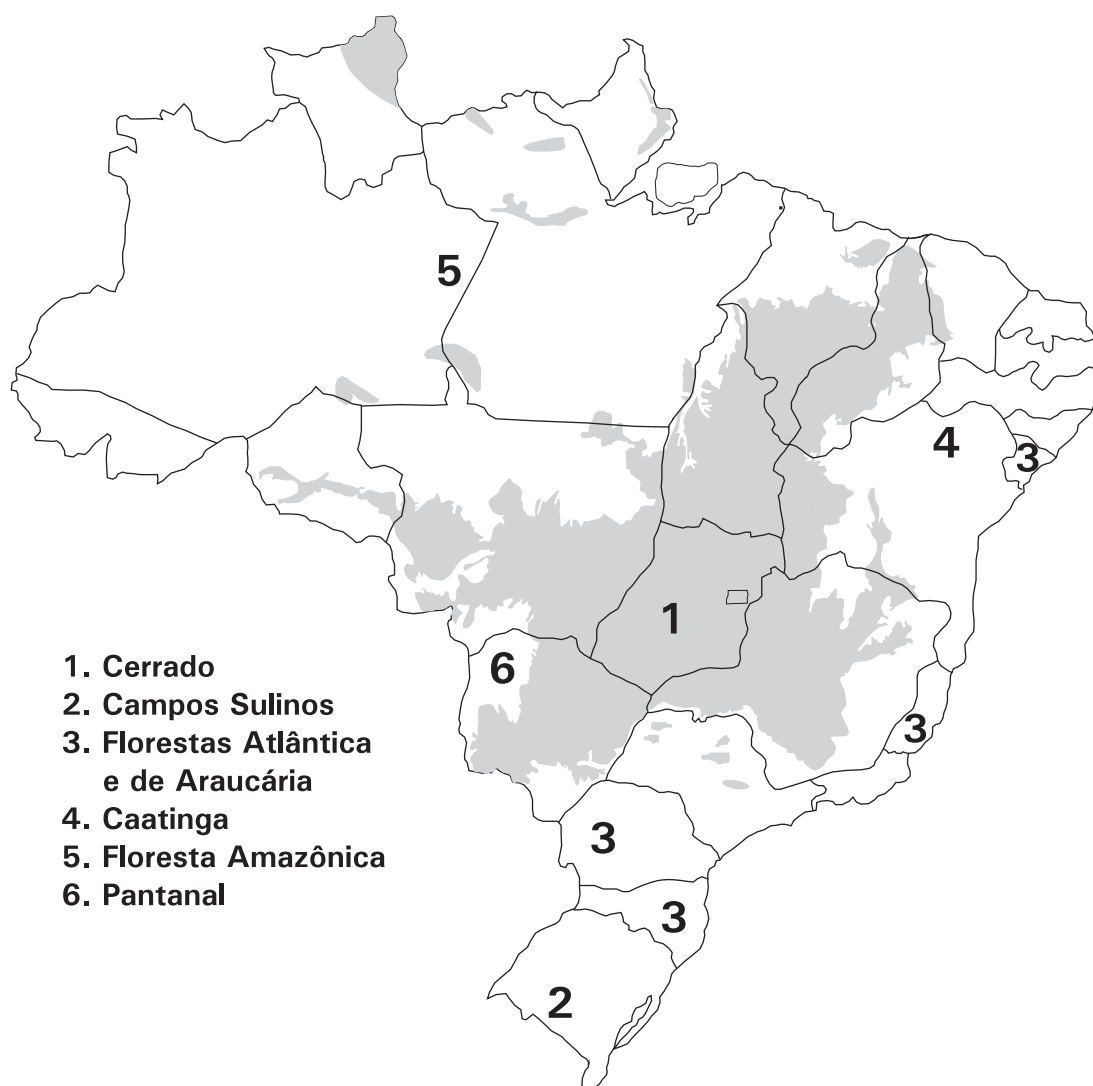 5
4
3
1
6
3
3
3
2
1. Cerrado
2. Campos Sulinos
3. Florestas Atlântica
e de Araucária
4. Caatinga
5. Floresta Amazônica
6. Pantanal